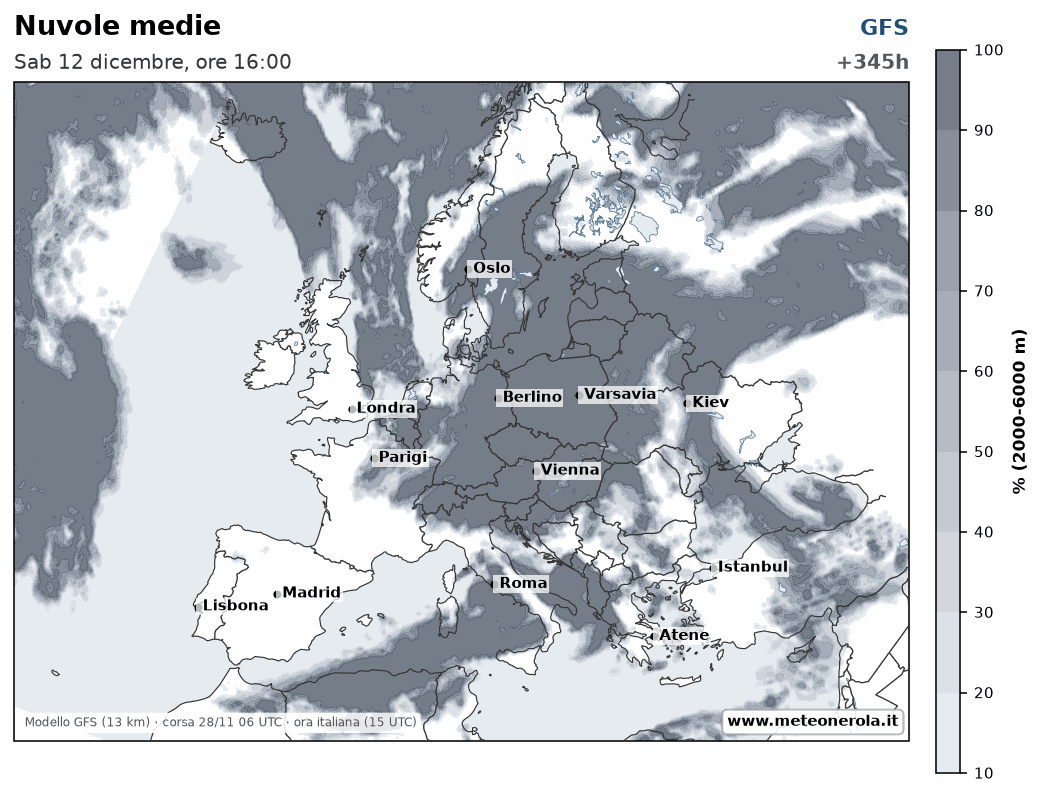 Nuvole medie
GFS
Sab 12 dicembre, ore 16:00
+345h
100
90
80
70
60
50
40
30
20
10
% (2000-6000 m)
Oslo
Berlino
Varsavia
Kiev
Londra
Parigi
Vienna
Istanbul
Roma
Madrid
Lisbona
Atene
Modello GFS (13 km) · corsa 28/11 06 UTC · ora italiana (15 UTC)
www.meteonerola.it